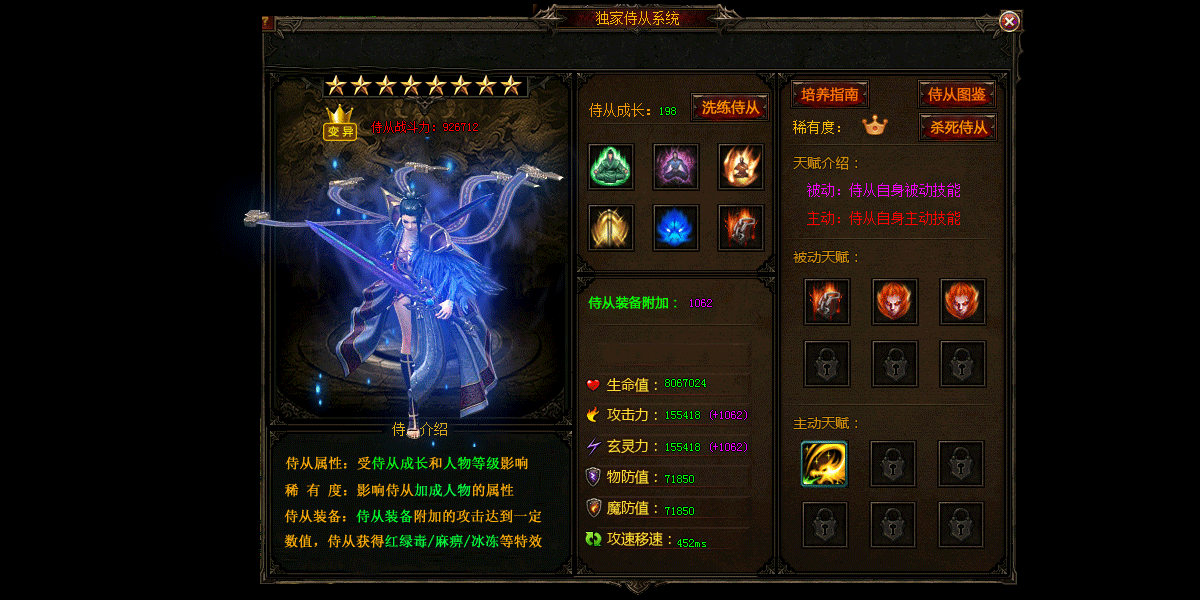 独家侍从系统
变异
侍从战斗力：926712
侍从介绍
侍从属性：受侍从成长和人物等级影响
稀 有 度：影响侍从加成人物的属性
侍从装备：侍从装备附加的攻击达到一定
数值，侍从获得红绿毒/麻痹/冰冻等特效
侍从成长：198
洗练侍从
侍从装备附加：1082
生命值：8067024
攻击力：155418 (+1082)
玄灵力：155418 (+1082)
物防值：71850
魔防值：71850
攻速移速：452ms
培养指南
侍从图鉴
稀有度：
杀死侍从
天赋介绍：
被动：侍从自身被动技能
主动：侍从自身主动技能
被动天赋：
主动天赋：